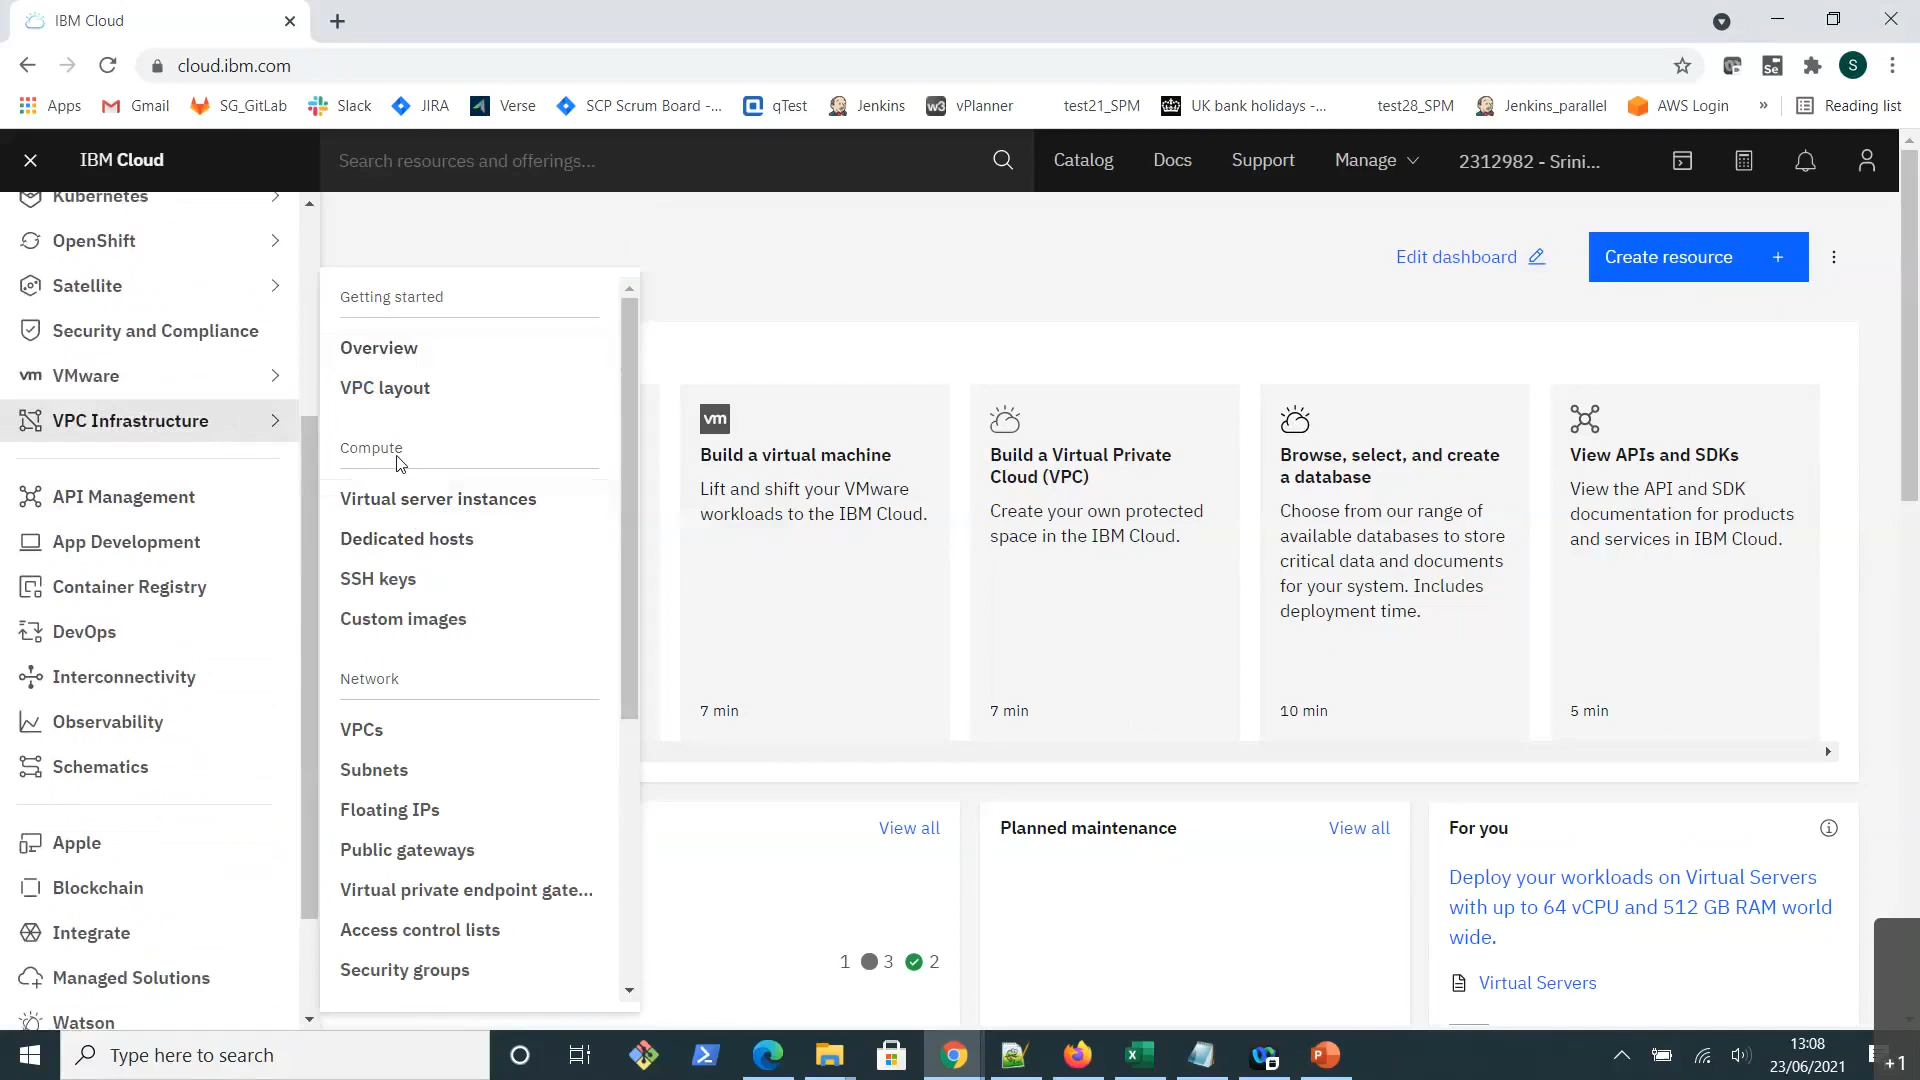 IBM Cloud
cloud.ibm.com
Apps
Gmail
SG_GitLab
Slack
JIRA
Verse
SCP Scrum Board -...
qTest
Jenkins
vPlanner
test21_SPM
UK bank holidays -...
test28_SPM
Jenkins_parallel
AWS Login
»
Reading list
IBM Cloud
Search resources and offerings...
Catalog
Docs
Support
Manage
2312982 - Srini...
Kubernetes
OpenShift
Satellite
Security and Compliance
VMware
VPC Infrastructure
API Management
App Development
Container Registry
DevOps
Interconnectivity
Observability
Schematics
Apple
Blockchain
Integrate
Managed Solutions
Watson
Getting started
Overview
VPC layout
Compute
Virtual server instances
Dedicated hosts
SSH keys
Custom images
Network
VPCs
Subnets
Floating IPs
Public gateways
Virtual private endpoint gate...
Access control lists
Security groups
Edit dashboard
Create resource +
vm
Build a virtual machine
Lift and shift your VMware
workloads to the IBM Cloud.
7 min
Build a Virtual Private
Cloud (VPC)
Create your own protected
space in the IBM Cloud.
7 min
Browse, select, and create
a database
Choose from our range of
available databases to store
critical data and documents
for your system. Includes
deployment time.
10 min
View APIs and SDKs
View the API and SDK
documentation for products
and services in IBM Cloud.
5 min
View all
1 3 2
Planned maintenance
View all
For you
Deploy your workloads on Virtual Servers
with up to 64 vCPU and 512 GB RAM world
wide.
Virtual Servers
Type here to search
13:08
23/06/2021
+1